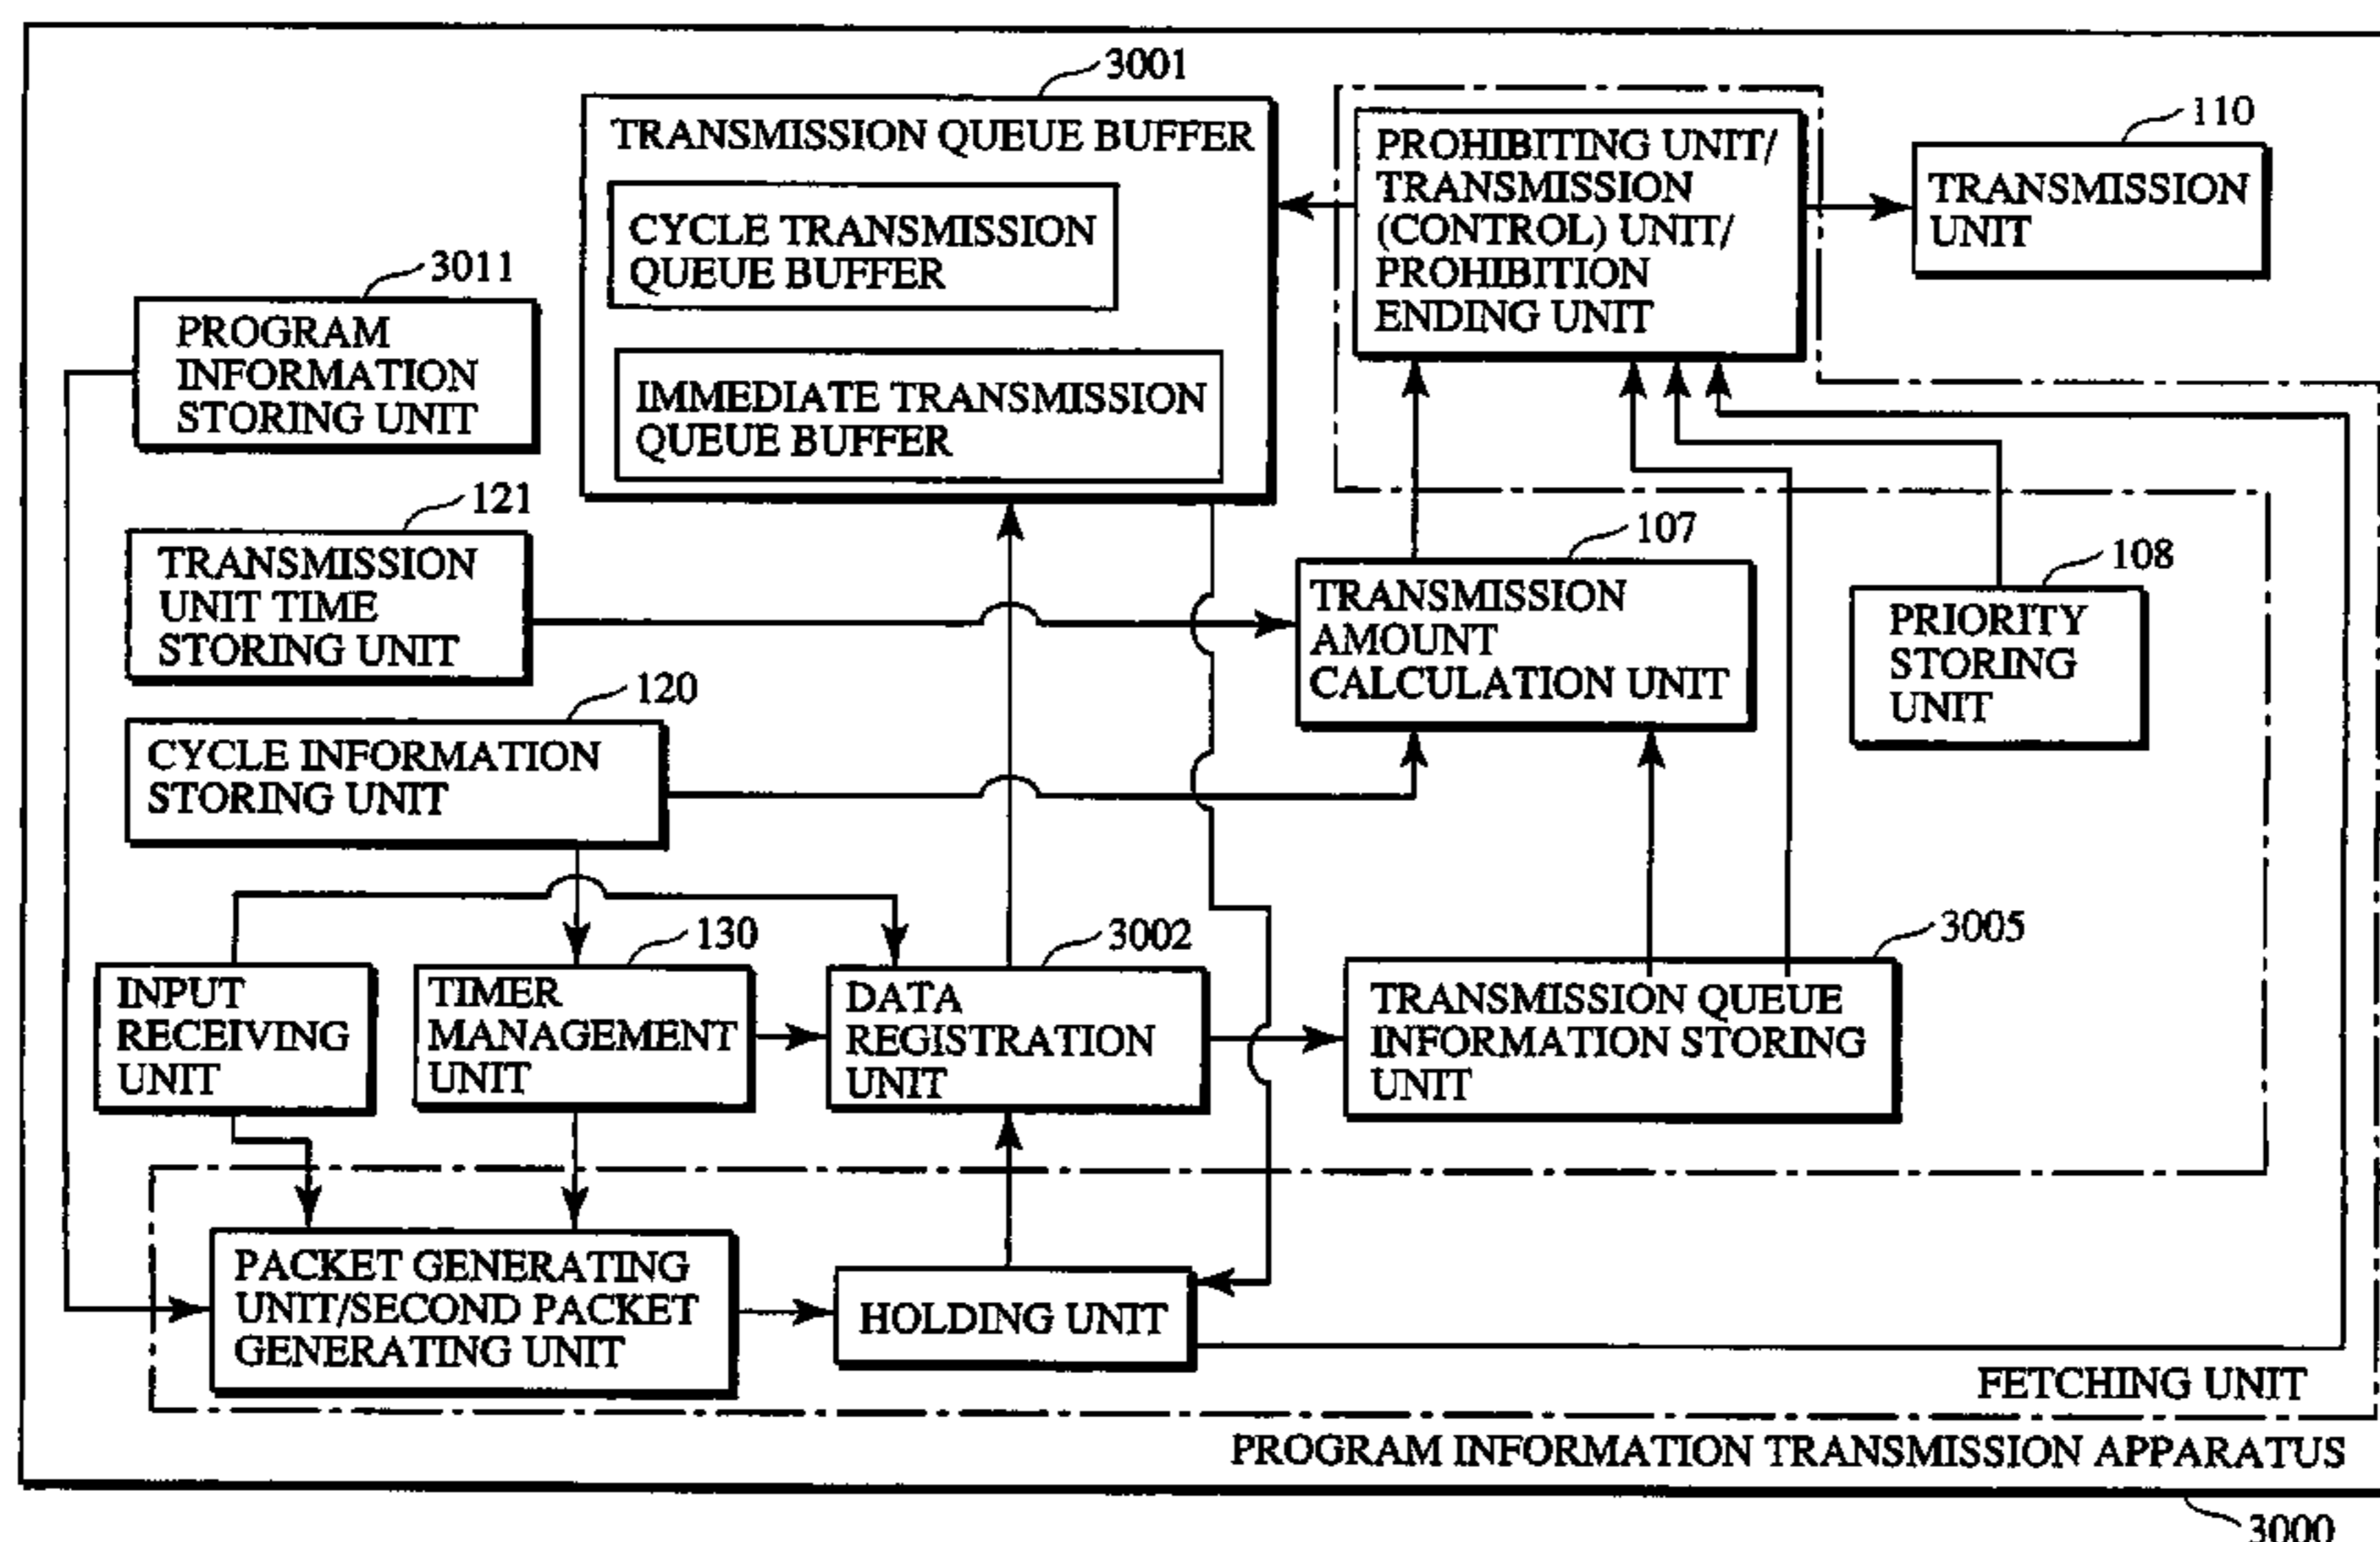 3001
TRANSMISSION QUEUE BUFFER
CYCLE TRANSMISSION
QUEUE BUFFER
IMMEDIATE TRANSMISSION
QUEUE BUFFER
PROHIBITING UNIT/
TRANSMISSION
(CONTROL) UNIT/
PROHIBITION
ENDING UNIT
110
TRANSMISSION
UNIT
3011
PROGRAM
INFORMATION
STORING UNIT
121
TRANSMISSION
UNIT TIME
STORING UNIT
107
TRANSMISSION
AMOUNT
CALCULATION UNIT
108
PRIORITY
STORING
UNIT
120
CYCLE INFORMATION
STORING UNIT
INPUT
RECEIVING
UNIT
130
TIMER
MANAGEMENT
UNIT
3002
DATA
REGISTRATION
UNIT
3005
TRANSMISSION QUEUE
INFORMATION STORING
UNIT
PACKET GENERATING
UNIT/SECOND PACKET
GENERATING UNIT
HOLDING UNIT
FETCHING UNIT
PROGRAM INFORMATION TRANSMISSION APPARATUS
3000